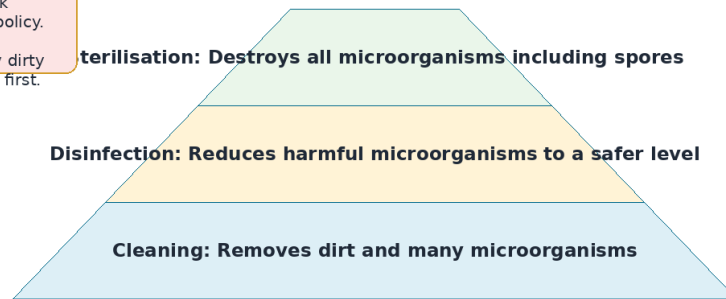 policy.
dirty
first.
Sterilisation: Destroys all microorganisms including spores
Disinfection: Reduces harmful microorganisms to a safer level
Cleaning: Removes dirt and many microorganisms